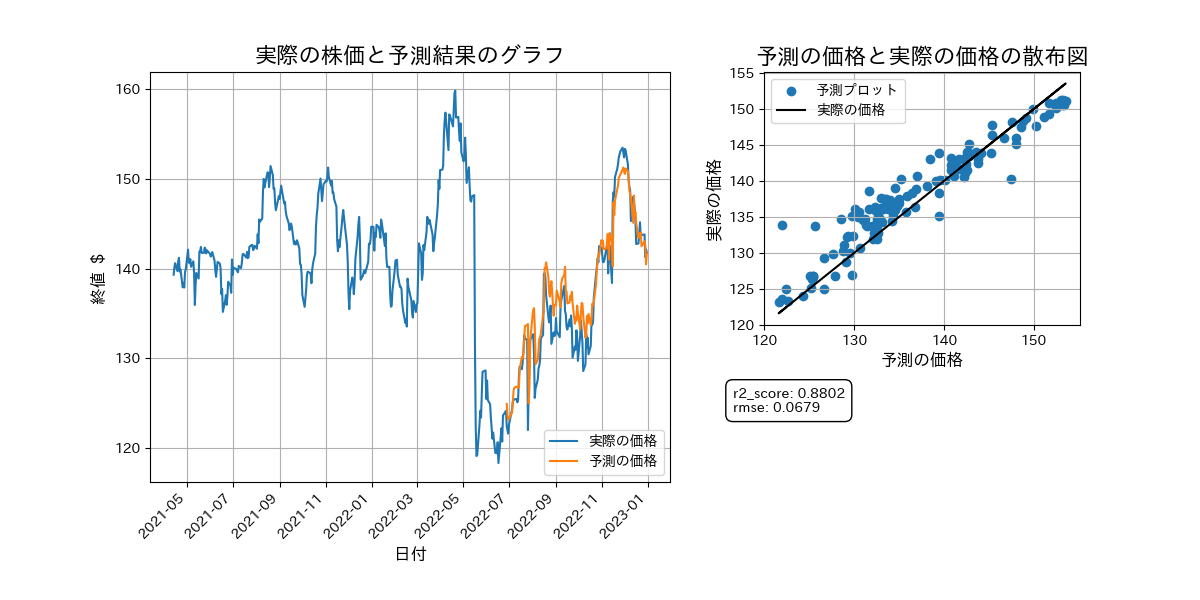 実際の株価と予測結果のグラフ
終値 $
160
150
140
130
120
実際の価格
予測の価格
2021-05
2021-07
2021-09
2021-11
2022-01
2022-03
2022-05
2022-07
2022-09
2022-11
2023-01
日付
予測の価格と実際の価格の散布図
実際の価格
155
150
145
140
135
130
125
120
予測プロット
実際の価格
120
130
140
150
予測の価格
r2_score: 0.8802
rmse: 0.0679